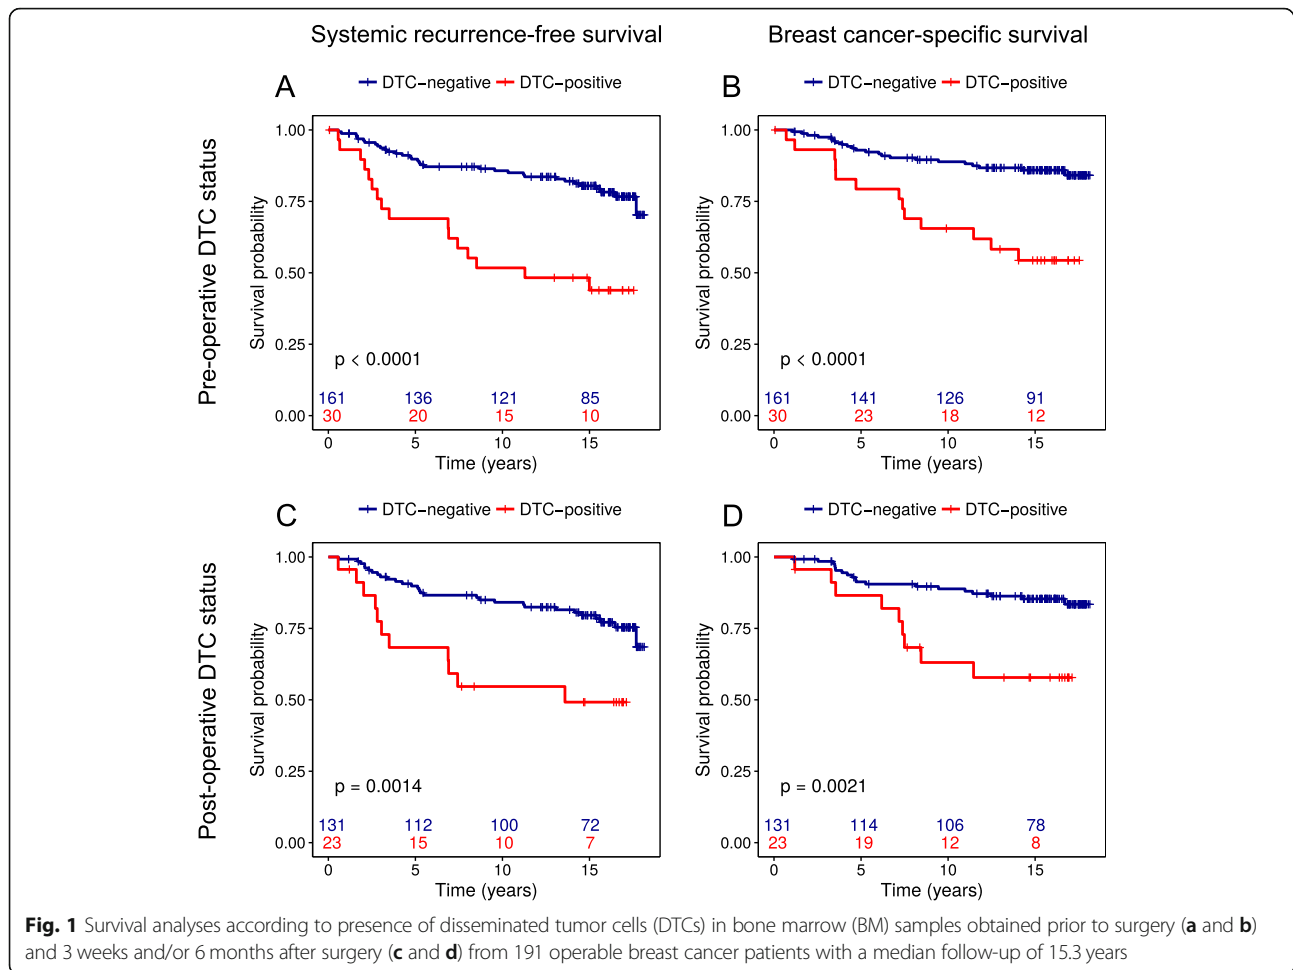 Systemic recurrence-free survival
Breast cancer-specific survival
Pre-operative DTC status
A
DTC−negative DTC−positive
Survival probability
1.00
0.75
0.50
0.25
0.00
p < 0.0001
161 136 121 85
30 20 15 10
0 5 10 15
Time (years)
B
DTC−negative DTC−positive
Survival probability
1.00
0.75
0.50
0.25
0.00
p < 0.0001
161 141 126 91
30 23 18 12
0 5 10 15
Time (years)
Post-operative DTC status
C
DTC−negative DTC−positive
Survival probability
1.00
0.75
0.50
0.25
0.00
p = 0.0014
131 112 100 72
23 15 10 7
0 5 10 15
Time (years)
D
DTC−negative DTC−positive
Survival probability
1.00
0.75
0.50
0.25
0.00
p = 0.0021
131 114 106 78
23 19 12 8
0 5 10 15
Time (years)
Fig. 1 Survival analyses according to presence of disseminated tumor cells (DTCs) in bone marrow (BM) samples obtained prior to surgery (a and b)
and 3 weeks and/or 6 months after surgery (c and d) from 191 operable breast cancer patients with a median follow-up of 15.3 years